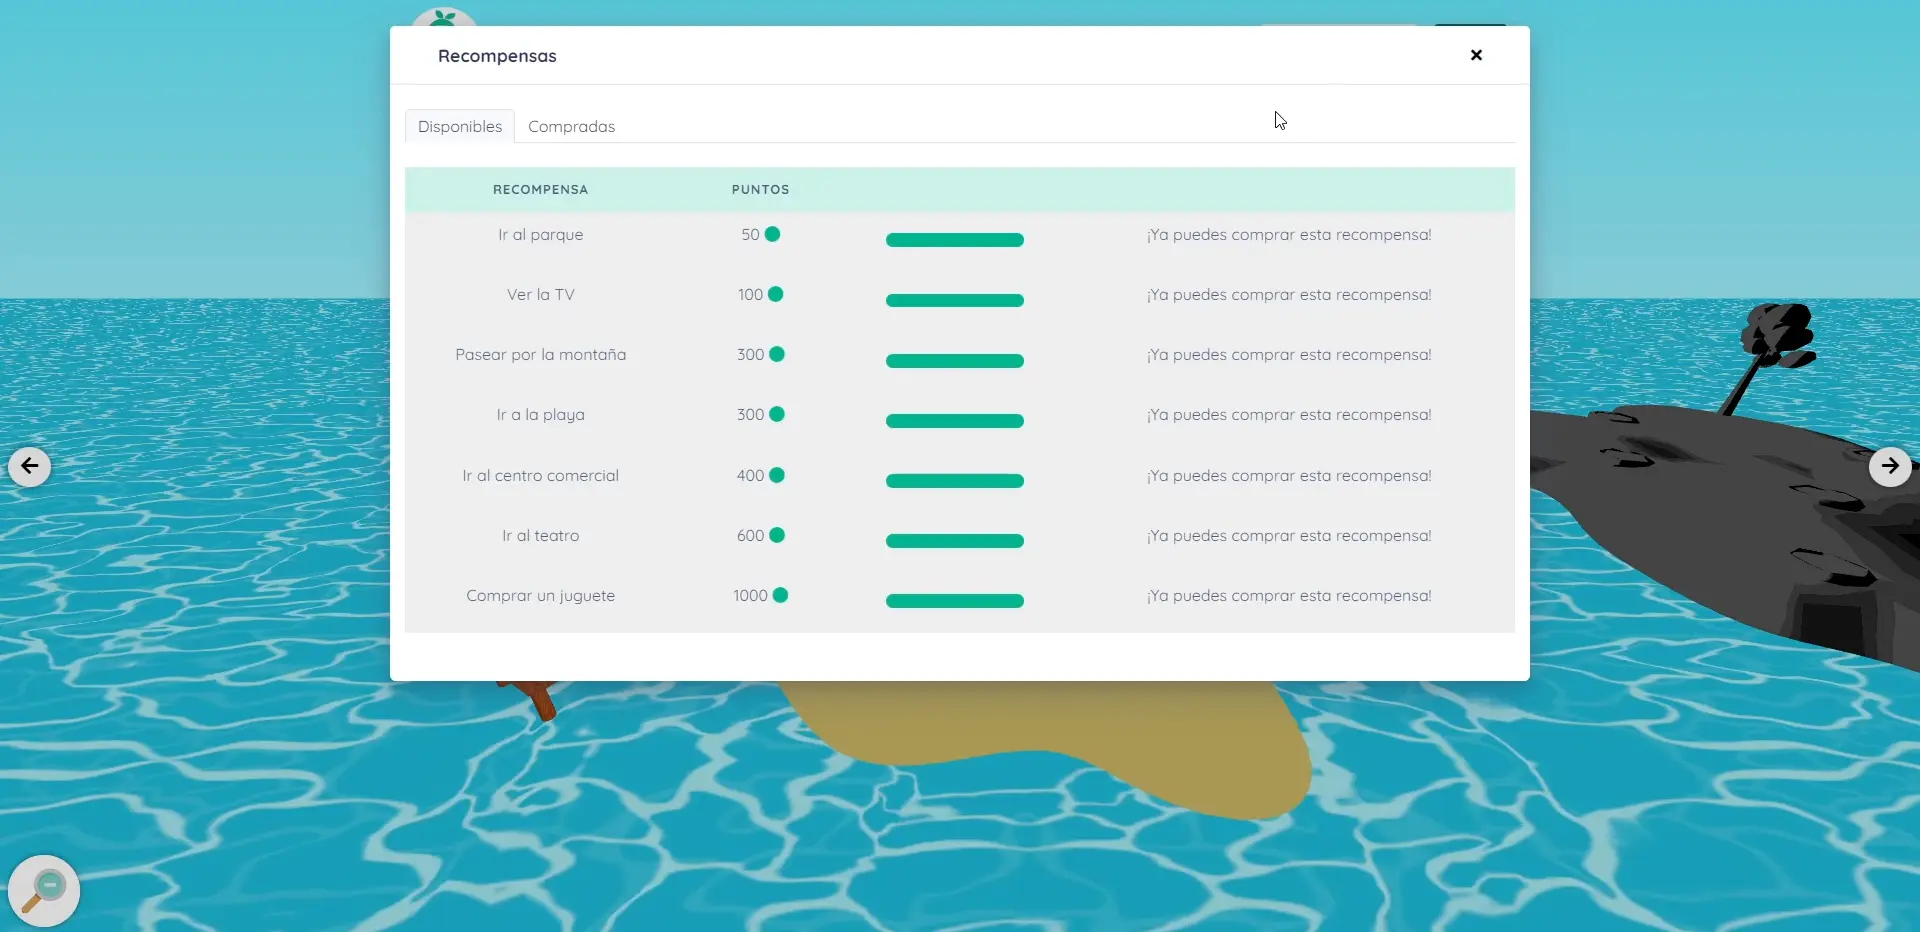 Recompensas
Disponibles Compradas
RECOMPENSA PUNTOS
Ir al parque 50 ¡Ya puedes comprar esta recompensa!
Ver la TV 100 ¡Ya puedes comprar esta recompensa!
Pasear por la montaña 300 ¡Ya puedes comprar esta recompensa!
Ir a la playa 300 ¡Ya puedes comprar esta recompensa!
Ir al centro comercial 400 ¡Ya puedes comprar esta recompensa!
Ir al teatro 600 ¡Ya puedes comprar esta recompensa!
Comprar un juguete 1000 ¡Ya puedes comprar esta recompensa!